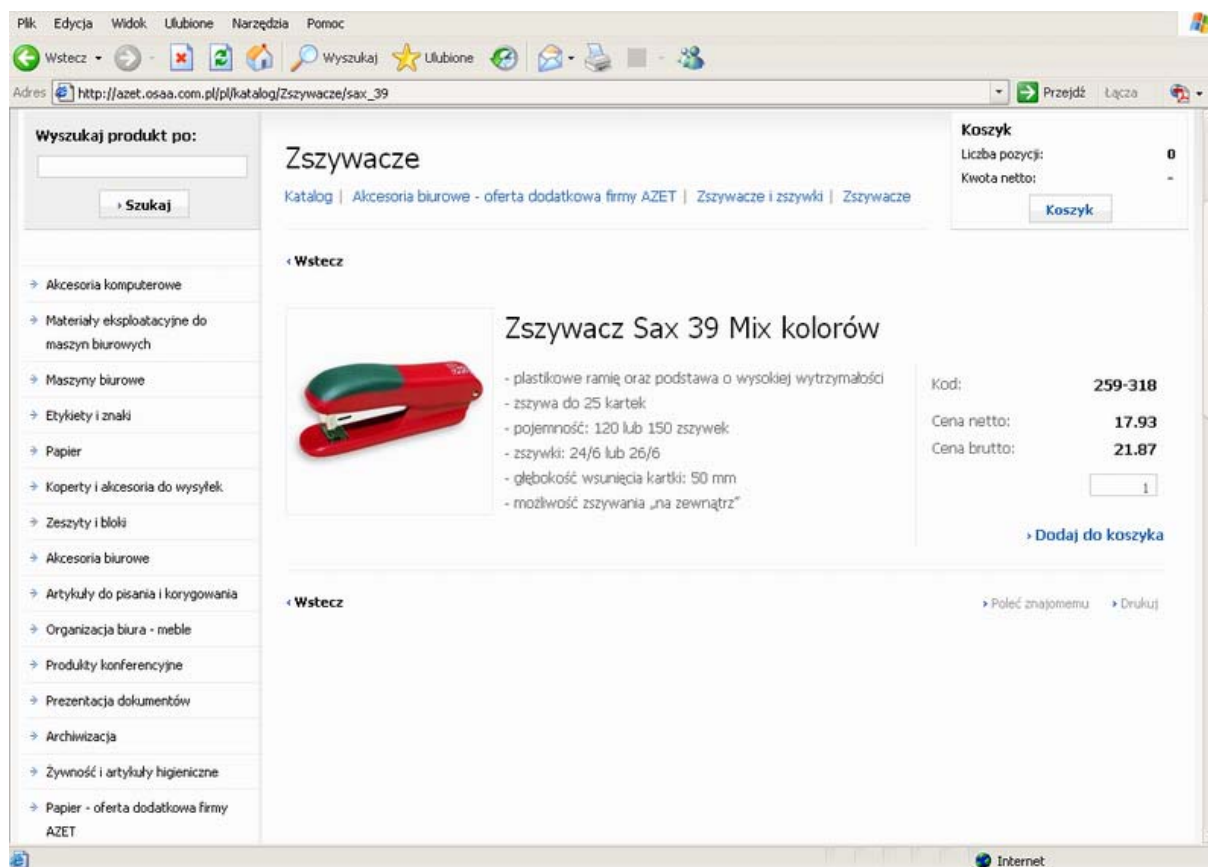 Plik Edycja Widok Ulubione Narzędzia Pomoc
Wstecz Wyszukaj Ulubione
Adres http://azet.osaa.com.pl/pl/katalog/Zszywacze/sax_39 Przejdź Łącza
Wyszukaj produkt po:
Szukaj
Akcesoria komputerowe
Materiały eksploatacyjne do
maszyn biurowych
Maszyny biurowe
Etykiety i znaki
Papier
Koperty i akcesoria do wysyłek
Zeszyty i bloki
Akcesoria biurowe
Artykuły do pisania i korygowania
Organizacja biura - meble
Produkty konferencyjne
Prezentacja dokumentów
Archiwizacja
Żywność i artykuły higieniczne
Papier - oferta dodatkowa firmy
AZET
Zszywacze
Katalog | Akcesoria biurowe - oferta dodatkowa firmy AZET | Zszywacze i zszywki | Zszywacze
Koszyk
Liczba pozycji: 0
Kwota netto: -
Koszyk
Wstecz
Zszywacz Sax 39 Mix kolorów
- plastikowe ramię oraz podstawa o wysokiej wytrzymałości
- zszywa do 25 kartek
- pojemność: 120 lub 150 zszywek
- zszywki: 24/6 lub 26/6
- głębokość wsunięcia kartki: 50 mm
- możliwość zszywania „na zewnątrz”
Kod: 259-318
Cena netto: 17.93
Cena brutto: 21.87
1
Dodaj do koszyka
Wstecz
Poleć znajomemu Drukuj
Internet